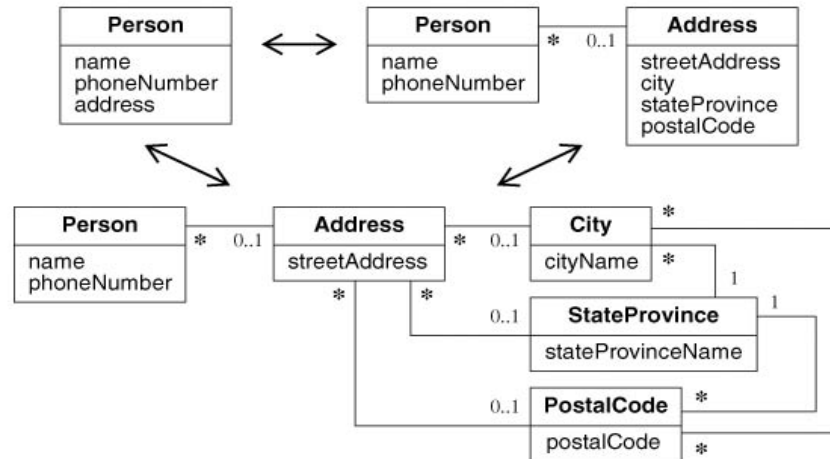 Person
name
phoneNumber
address
Person
name
phoneNumber
*
0..1
Address
streetAddress
city
stateProvince
postalCode
Person
name
phoneNumber
*
0..1
Address
streetAddress
*
0..1
*
*
City
cityName
*
*
1
0..1
StateProvince
stateProvinceName
1
0..1
PostalCode
postalCode
*
*